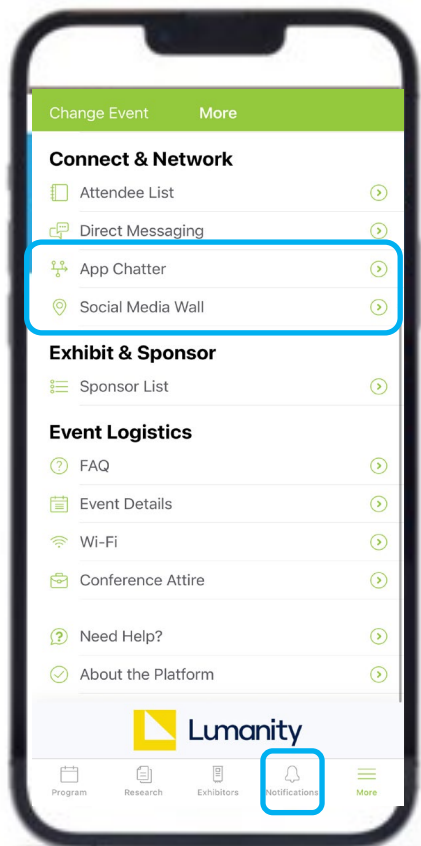 Change Event More
Connect & Network
Attendee List
Direct Messaging
App Chatter
Social Media Wall
Exhibit & Sponsor
Sponsor List
Event Logistics
FAQ
Event Details
Wi-Fi
Conference Attire
Need Help?
About the Platform
Lumanity
Program Research Exhibitors Notifications More